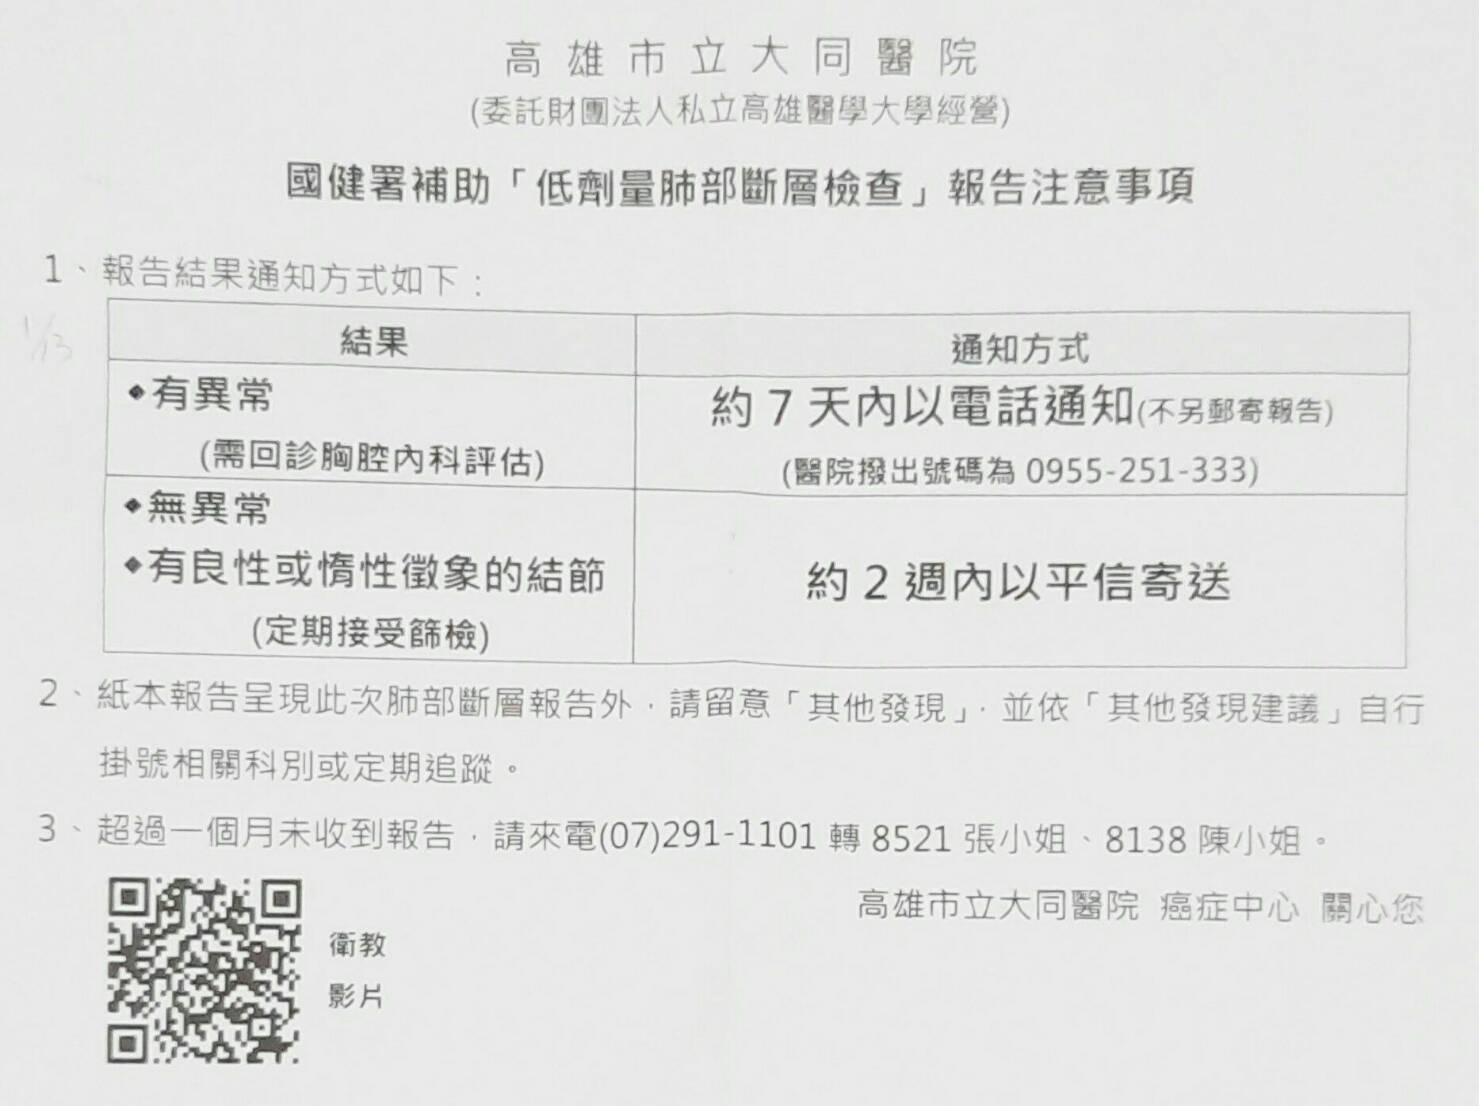 高雄市立大同醫院
(委託財團法人私立高雄醫學大學經營)
國健署補助「低劑量肺部斷層檢查」報告注意事項
1、報告結果通知方式如下：
1/13
結果
通知方式
◆有異常
(需回診胸腔內科評估)
約 7 天內以電話通知(不另郵寄報告)
(醫院撥出號碼為 0955-251-333)
◆無異常
◆有良性或惰性徵象的結節
(定期接受篩檢)
約 2 週內以平信寄送
2、紙本報告呈現此次肺部斷層報告外，請留意「其他發現」，並依「其他發現建議」自行
掛號相關科別或定期追蹤。
3、超過一個月未收到報告，請來電(07)291-1101 轉 8521 張小姐、8138 陳小姐。
高雄市立大同醫院 癌症中心 關心您
衛教
影片